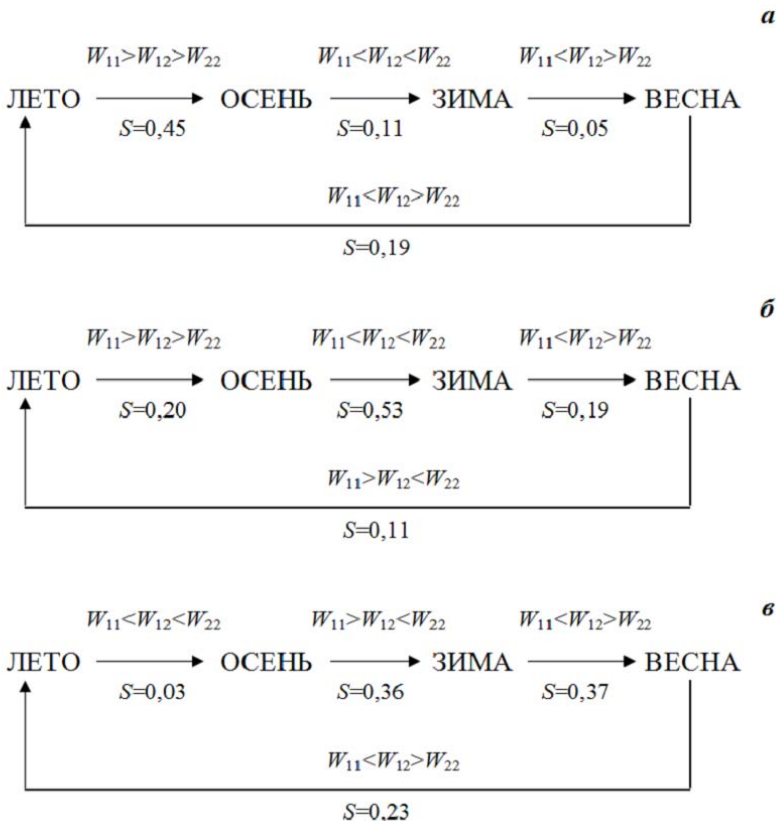 а
W₁₁>W₁₂>W₂₂ W₁₁<W₁₂<W₂₂ W₁₁<W₁₂>W₂₂
ЛЕТО ОСЕНЬ ЗИМА ВЕСНА
S=0,45 S=0,11 S=0,05
W₁₁<W₁₂>W₂₂
S=0,19
б
W₁₁>W₁₂>W₂₂ W₁₁<W₁₂<W₂₂ W₁₁<W₁₂>W₂₂
ЛЕТО ОСЕНЬ ЗИМА ВЕСНА
S=0,20 S=0,53 S=0,19
W₁₁>W₁₂<W₂₂
S=0,11
в
W₁₁<W₁₂<W₂₂ W₁₁>W₁₂<W₂₂ W₁₁<W₁₂>W₂₂
ЛЕТО ОСЕНЬ ЗИМА ВЕСНА
S=0,03 S=0,36 S=0,37
W₁₁<W₁₂>W₂₂
S=0,23